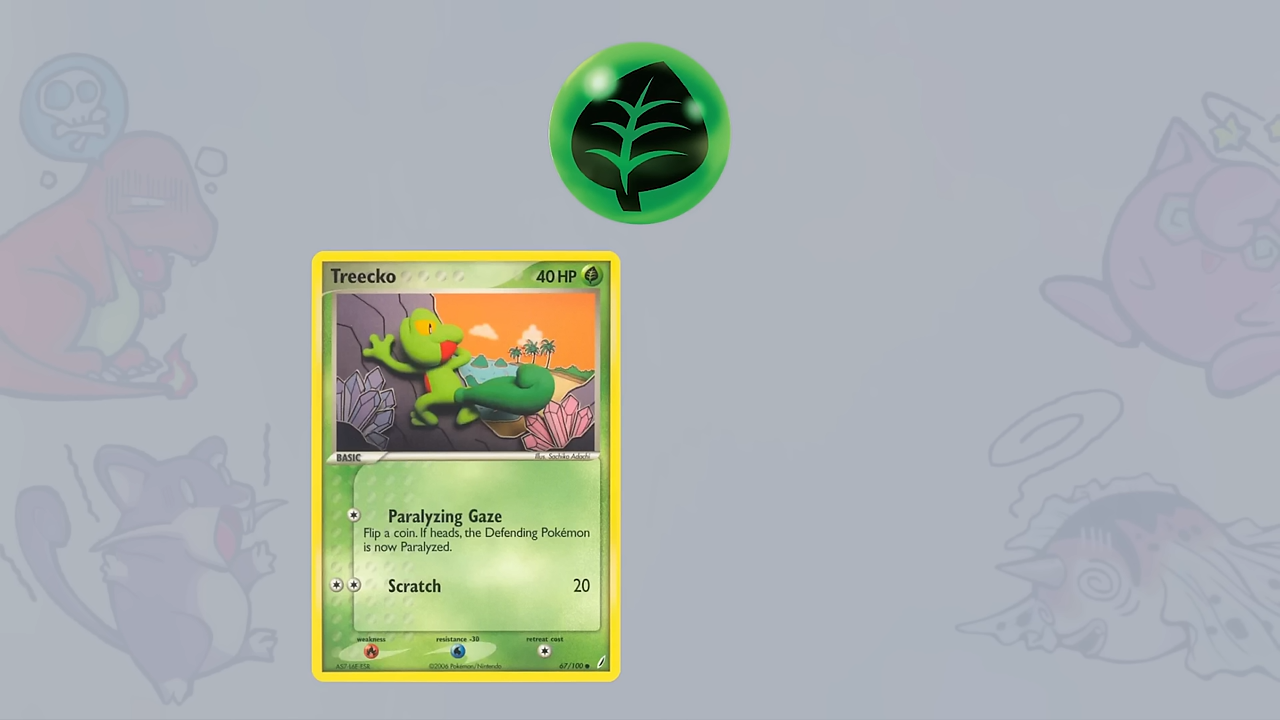 Treecko 40 HP
BASIC Illus. Sachiko Adachi
Paralyzing Gaze
Flip a coin. If heads, the Defending Pokémon
is now Paralyzed.
Scratch 20
weakness resistance -30 retreat cost
©2006 Pokémon/Nintendo 67/100